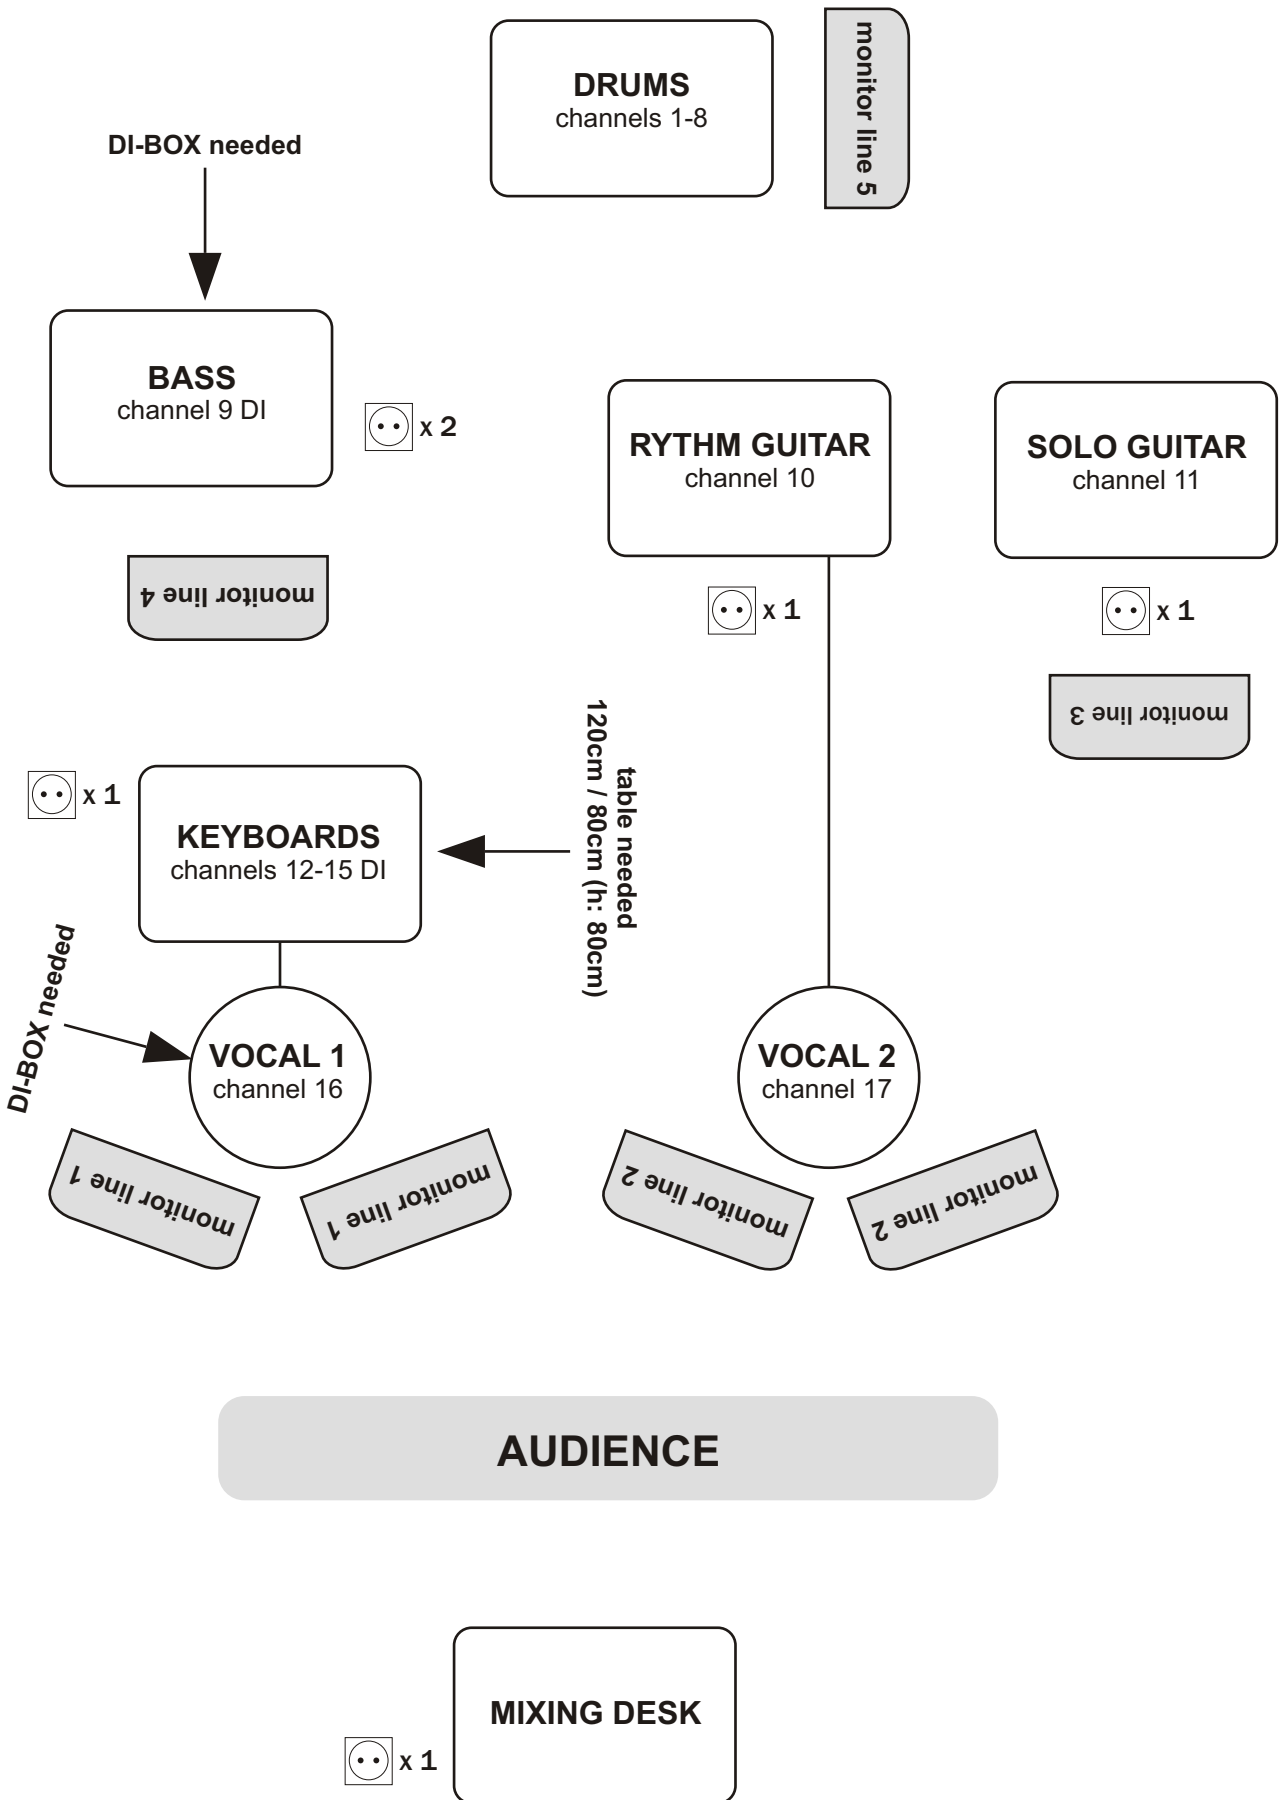 DRUMS
channels 1-8
monitor line 5
DI-BOX needed
BASS
channel 9 DI
x 2
RYTHM GUITAR
channel 10
SOLO GUITAR
channel 11
monitor line 4
x 1
x 1
monitor line 3
table needed
120cm / 80cm (h: 80cm)
x 1
KEYBOARDS
channels 12-15 DI
DI-BOX needed
VOCAL 1
channel 16
VOCAL 2
channel 17
monitor line 1
monitor line 1
monitor line 2
monitor line 2
AUDIENCE
MIXING DESK
x 1